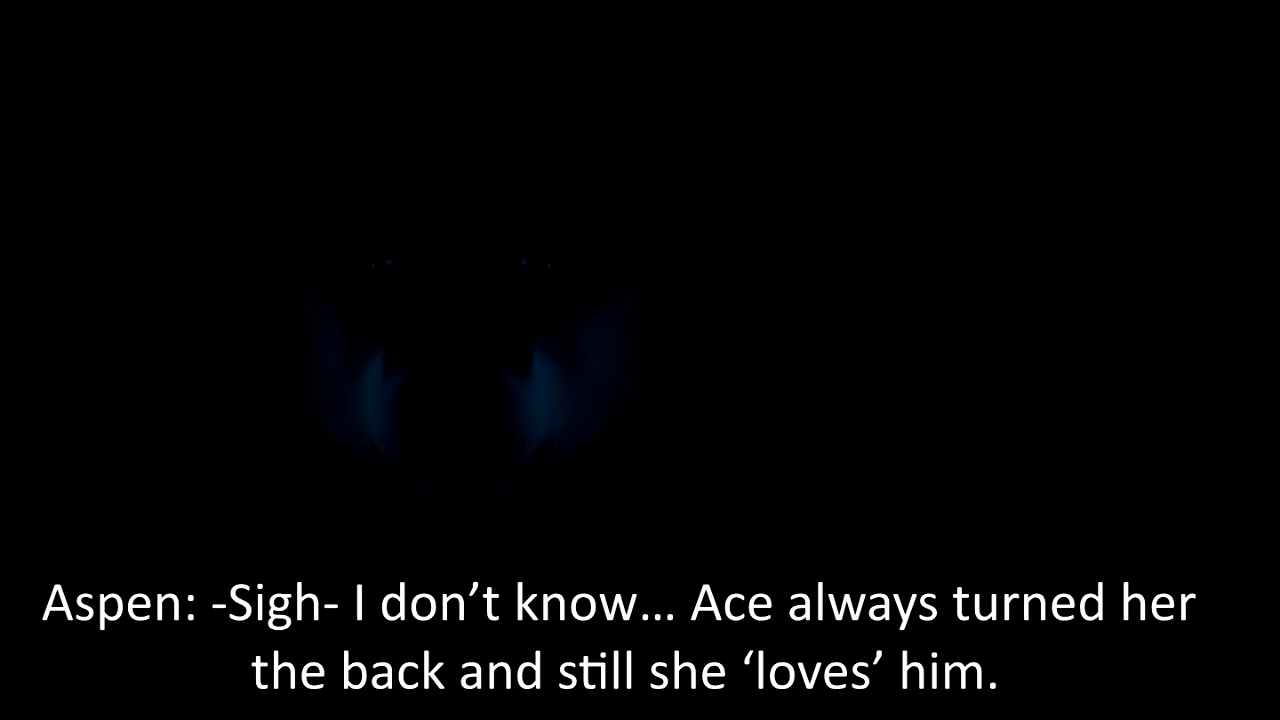 Aspen: -Sigh- I don’t know… Ace always turned her
the back and still she ‘loves’ him.